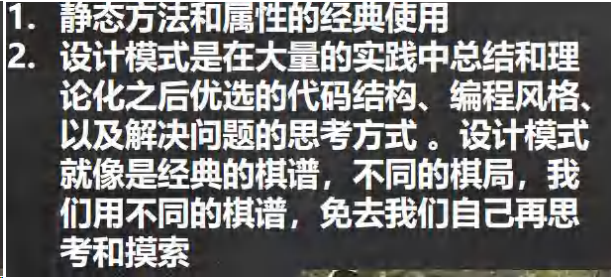 1. 静态方法和属性的经典使用
2. 设计模式是在大量的实践中总结和理
论化之后优选的代码结构、编程风格、
以及解决问题的思考方式 。设计模式
就像是经典的棋谱，不同的棋局，我
们用不同的棋谱，免去我们自己再思
考和摸索